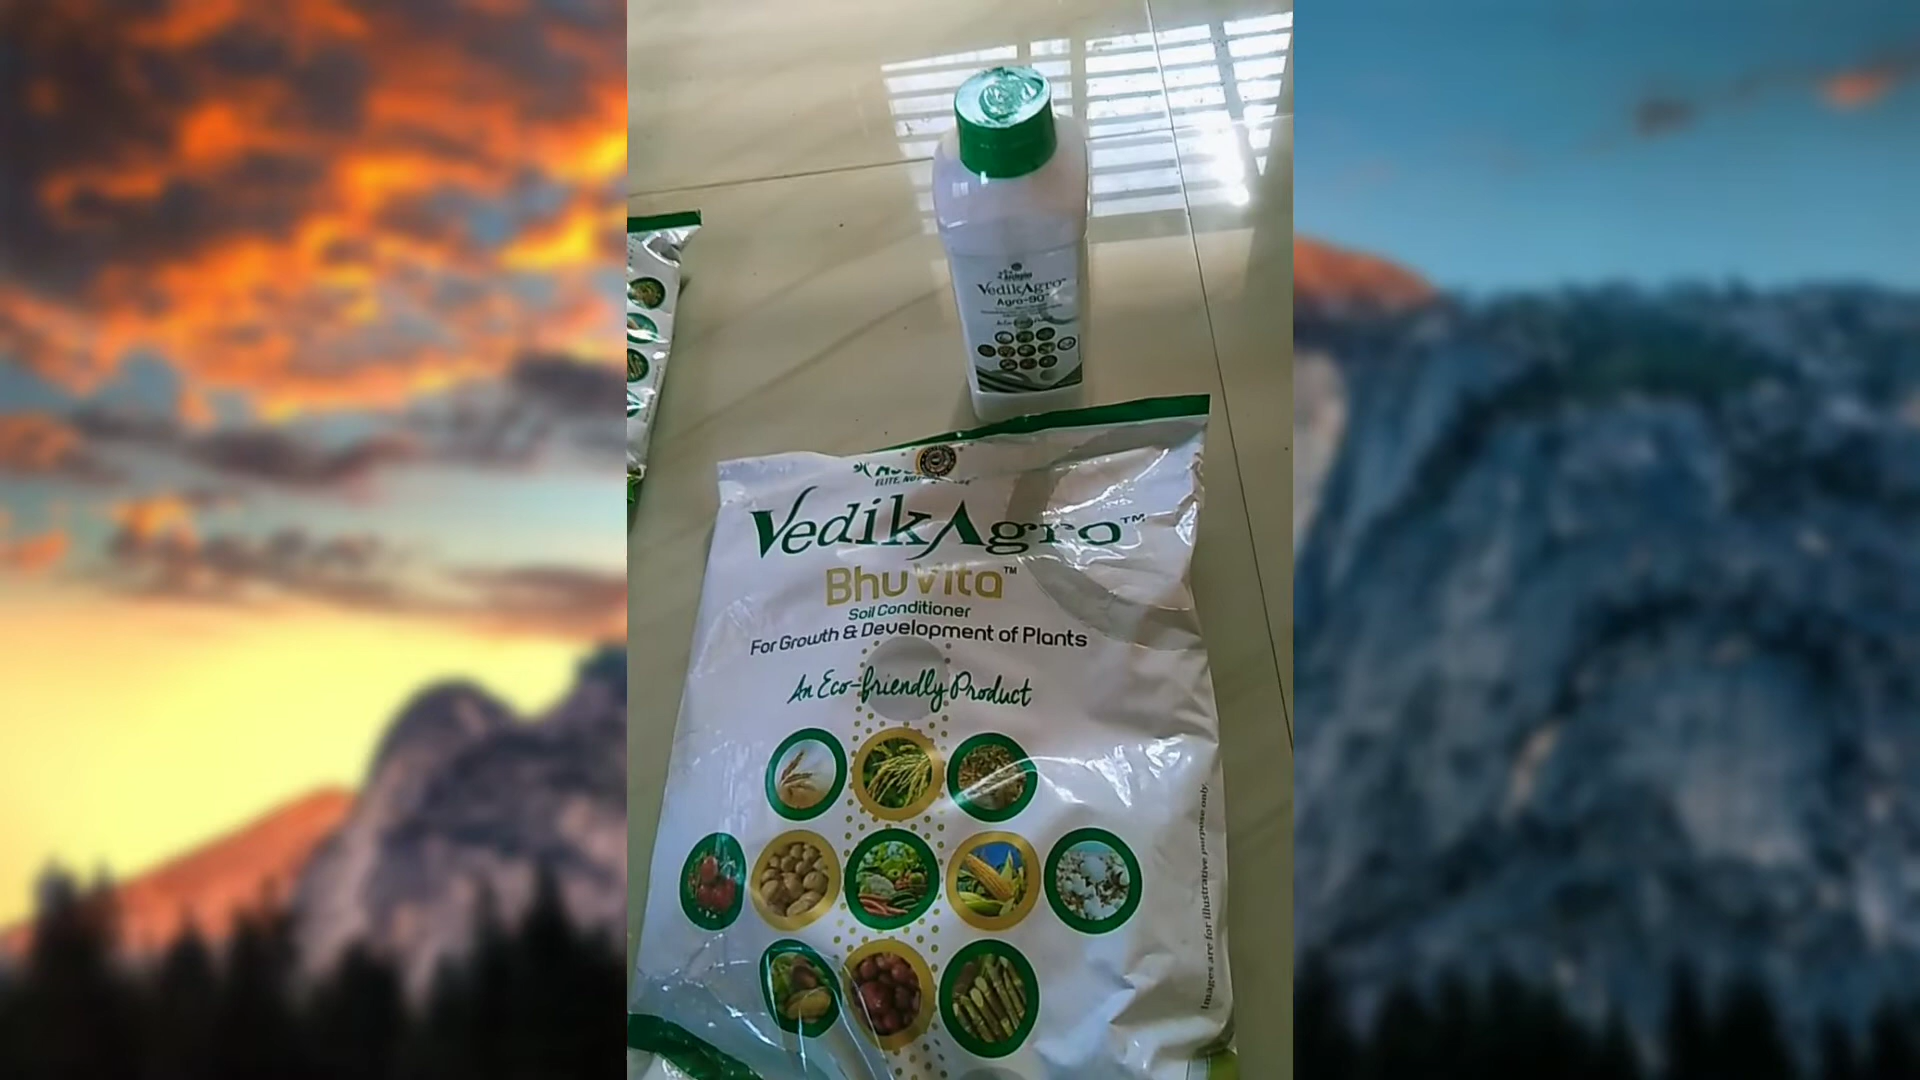 VedikAgro™
Agro-90™
VedikAgro™
BhuVita™
Soil Conditioner
For Growth & Development of Plants
An Eco-friendly Product
Images are for illustrative purpose only